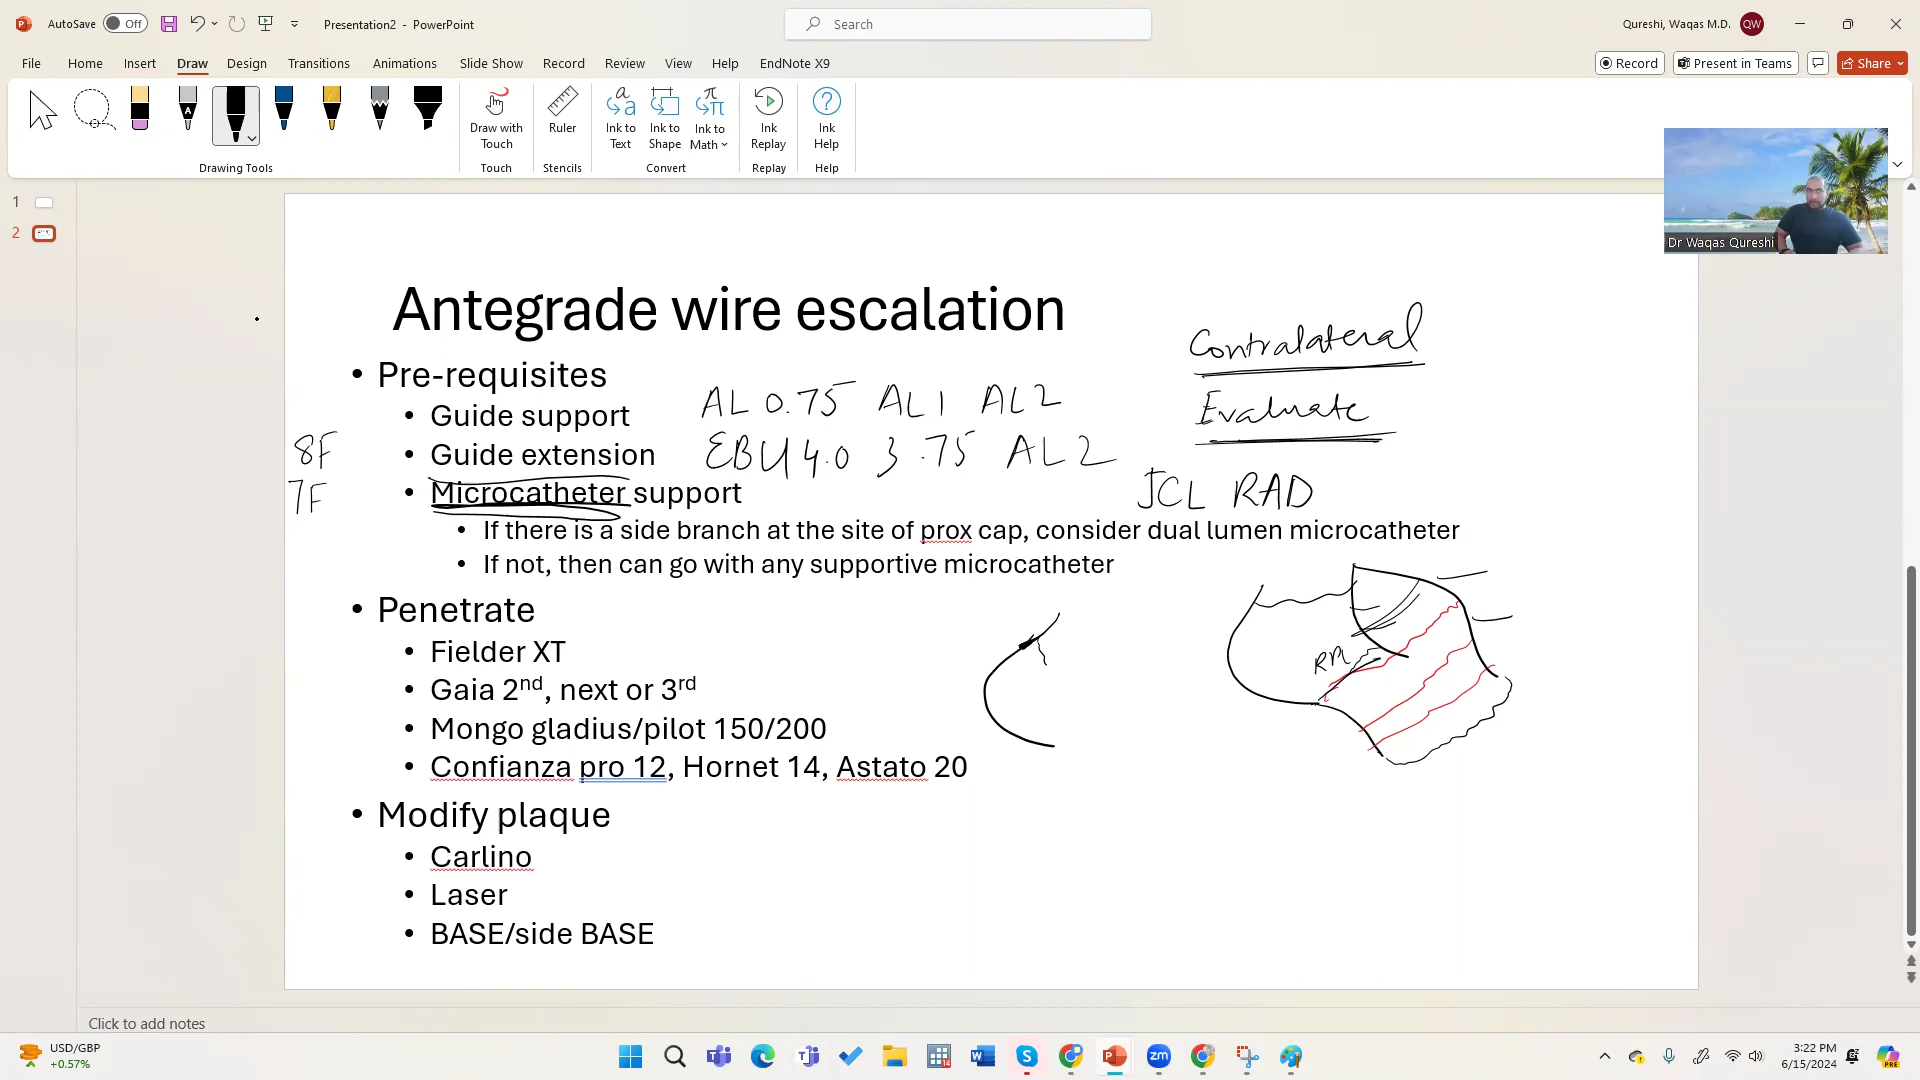 AutoSave Off Presentation2 - PowerPoint Search Qureshi, Waqas M.D. QW
File Home Insert Draw Design Transitions Animations Slide Show Record Review View Help EndNote X9 Record Present in Teams Share
Draw with Touch
Ruler
Ink to Text
Ink to Shape
Ink to Math
Ink Replay
Ink Help
Drawing Tools Touch Stencils Convert Replay Help
Dr Waqas Qureshi
1
2
Antegrade wire escalation
Contralateral
Evaluate
• Pre-requisites
• Guide support AL 0.75 AL1 AL2
8F • Guide extension EBU 4.0 3.75 AL2
7F • Microcatheter support JCL RAD
• If there is a side branch at the site of prox cap, consider dual lumen microcatheter
• If not, then can go with any supportive microcatheter
• Penetrate
• Fielder XT
• Gaia 2nd, next or 3rd
• Mongo gladius/pilot 150/200
• Confianza pro 12, Hornet 14, Astato 20
• Modify plaque
• Carlino
• Laser
• BASE/side BASE
Click to add notes
USD/GBP
+0.57%
3:22 PM
6/15/2024